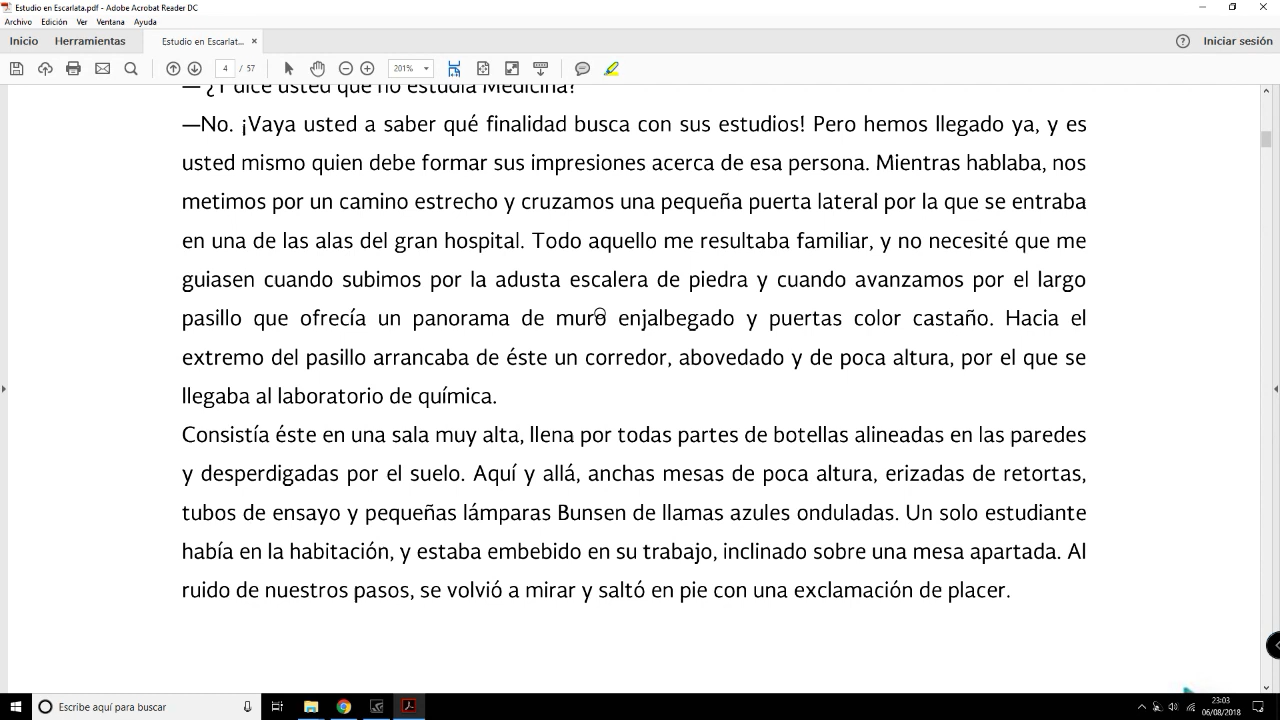 Estudio en Escarlata.pdf - Adobe Acrobat Reader DC
Archivo Edición Ver Ventana Ayuda
Inicio Herramientas Estudio en Escarlat... × Iniciar sesión
4 / 57 201%
— ¿Y dice usted que no estudia Medicina?
—No. ¡Vaya usted a saber qué finalidad busca con sus estudios! Pero hemos llegado ya, y es
usted mismo quien debe formar sus impresiones acerca de esa persona. Mientras hablaba, nos
metimos por un camino estrecho y cruzamos una pequeña puerta lateral por la que se entraba
en una de las alas del gran hospital. Todo aquello me resultaba familiar, y no necesité que me
guiasen cuando subimos por la adusta escalera de piedra y cuando avanzamos por el largo
pasillo que ofrecía un panorama de muro enjalbegado y puertas color castaño. Hacia el
extremo del pasillo arrancaba de éste un corredor, abovedado y de poca altura, por el que se
llegaba al laboratorio de química.
Consistía éste en una sala muy alta, llena por todas partes de botellas alineadas en las paredes
y desperdigadas por el suelo. Aquí y allá, anchas mesas de poca altura, erizadas de retortas,
tubos de ensayo y pequeñas lámparas Bunsen de llamas azules onduladas. Un solo estudiante
había en la habitación, y estaba embebido en su trabajo, inclinado sobre una mesa apartada. Al
ruido de nuestros pasos, se volvió a mirar y saltó en pie con una exclamación de placer.
Escribe aquí para buscar
23:03
06/08/2018